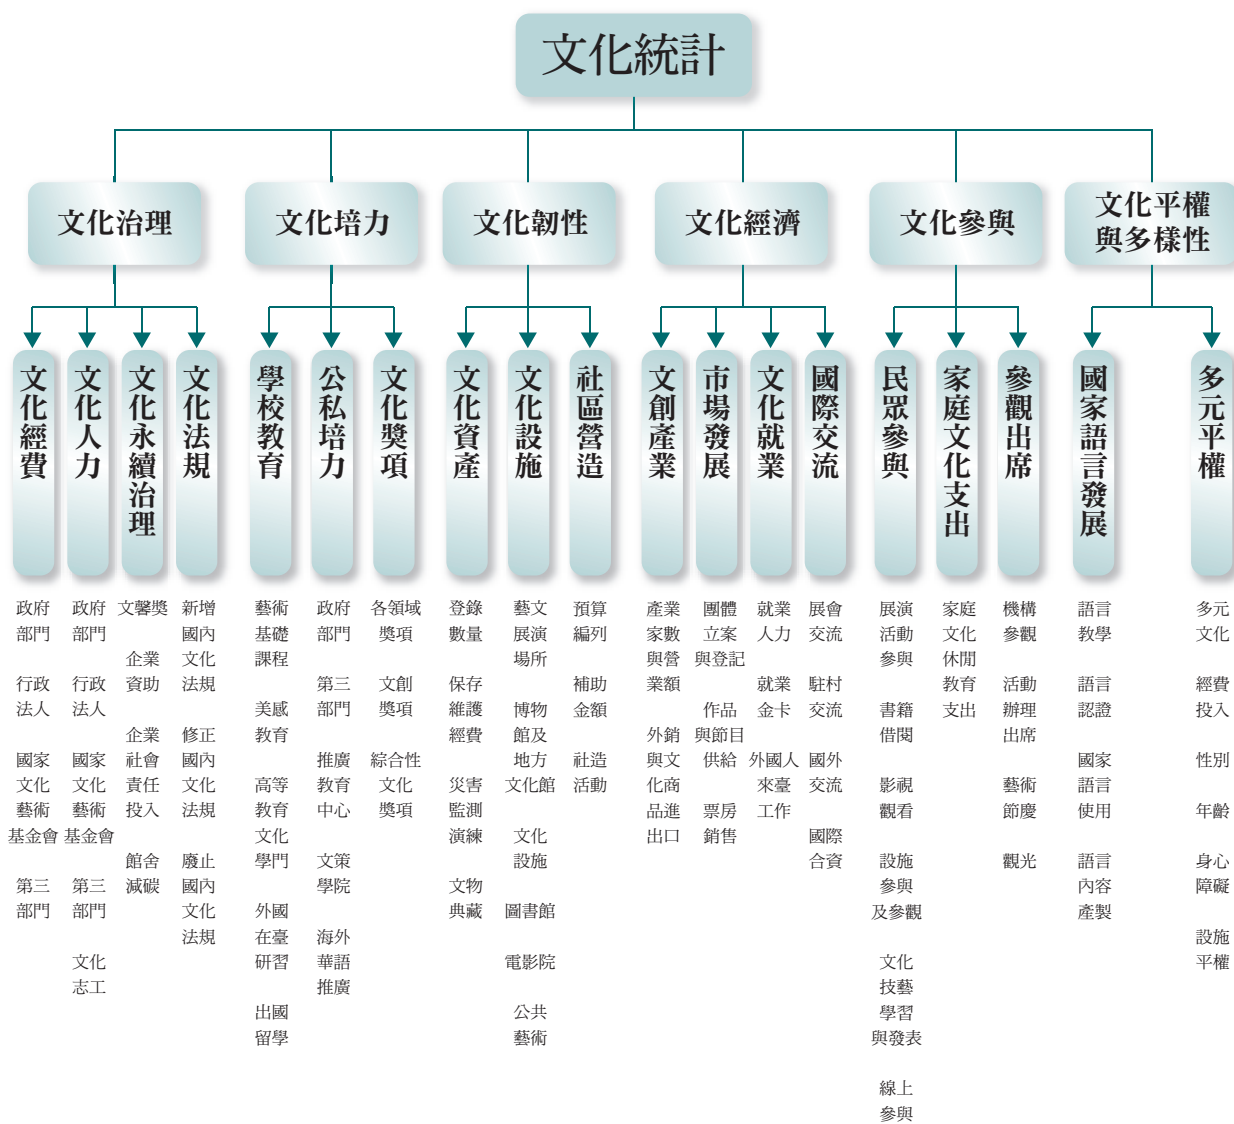 文化統計
文化治理
文化培力
文化韌性
文化經濟
文化參與
文化平權
與多樣性
文化經費
文化人力
文化永續治理
文化法規
學校教育
公私培力
文化獎項
文化資產
文化設施
社區營造
文創產業
市場發展
文化就業
國際交流
民眾參與
家庭文化支出
參觀出席
國家語言發展
多元平權
政府
部門
行政
法人
國家
文化
藝術
基金會
第三
部門
政府
部門
行政
法人
國家
文化
藝術
基金會
第三
部門
文化
志工
文馨獎
企業
資助
企業
社會
責任
投入
館舍
減碳
新增
國內
文化
法規
修正
國內
文化
法規
廢止
國內
文化
法規
藝術
基礎
課程
美感
教育
高等
教育
文化
學門
外國
在臺
研習
出國
留學
政府
部門
第三
部門
推廣
教育
中心
文策
學院
海外
華語
推廣
各領域
獎項
文創
獎項
綜合性
文化
獎項
登錄
數量
保存
維護
經費
災害
監測
演練
文物
典藏
藝文
展演
場所
博物
館及
地方
文化館
文化
設施
圖書館
電影院
公共
藝術
預算
編列
補助
金額
社造
活動
產業
家數
與營
業額
外銷
與文
化商
品進
出口
團體
立案
與登記
作品
與節目
供給
票房
銷售
就業
人力
就業
金卡
外國人
來臺
工作
展會
交流
駐村
交流
國外
交流
國際
合資
展演
活動
參與
書籍
借閱
影視
觀看
設施
參與
及參觀
文化
技藝
學習
與發表
線上
參與
家庭
文化
休閒
教育
支出
機構
參觀
活動
辦理
出席
藝術
節慶
觀光
語言
教學
語言
認證
國家
語言
使用
語言
內容
產製
多元
文化
經費
投入
性別
年齡
身心
障礙
設施
平權